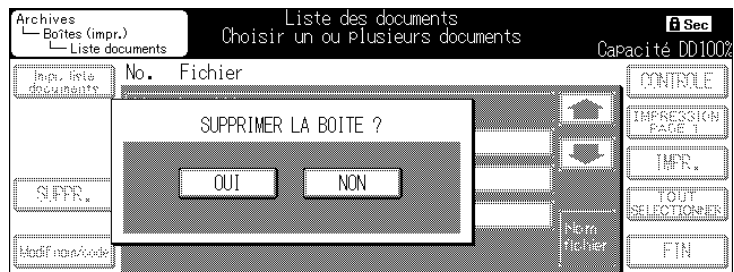 Archives
Boîtes (impr.)
Liste documents
Liste des documents
Choisir un ou plusieurs documents
Sec
Capacité DD100%
Impr. liste
documents
No. Fichier
CONTROLE
IMPRESSION
PAGE 1
SUPPRIMER LA BOITE ?
IMPR.
OUI NON
SUPPR.
TOUT
SELECTIONNER
Nom
fichier
Modif nom/code
FIN